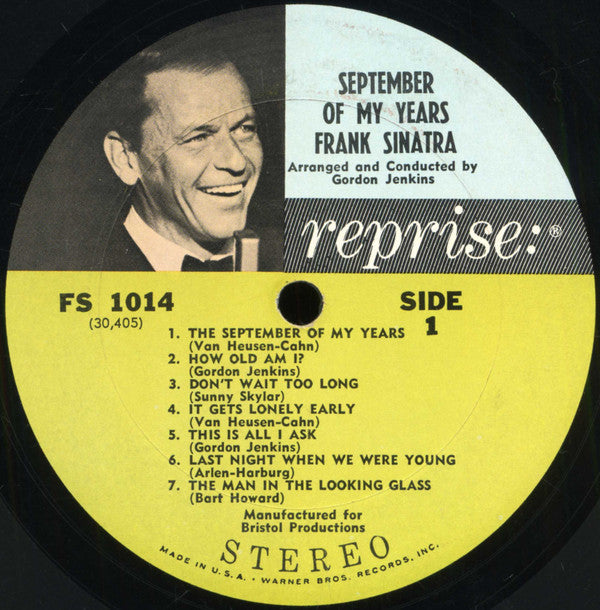 SEPTEMBER
OF MY YEARS
FRANK SINATRA
Arranged and Conducted by
Gordon Jenkins
reprise:®
FS 1014
(30,405)
SIDE
1
1. THE SEPTEMBER OF MY YEARS
(Van Heusen-Cahn)
2. HOW OLD AM I?
(Gordon Jenkins)
3. DON'T WAIT TOO LONG
(Sunny Skylar)
4. IT GETS LONELY EARLY
(Van Heusen-Cahn)
5. THIS IS ALL I ASK
(Gordon Jenkins)
6. LAST NIGHT WHEN WE WERE YOUNG
(Arlen-Harburg)
7. THE MAN IN THE LOOKING GLASS
(Bart Howard)
Manufactured for
Bristol Productions
STEREO
MADE IN U.S.A. • WARNER BROS. RECORDS, INC.